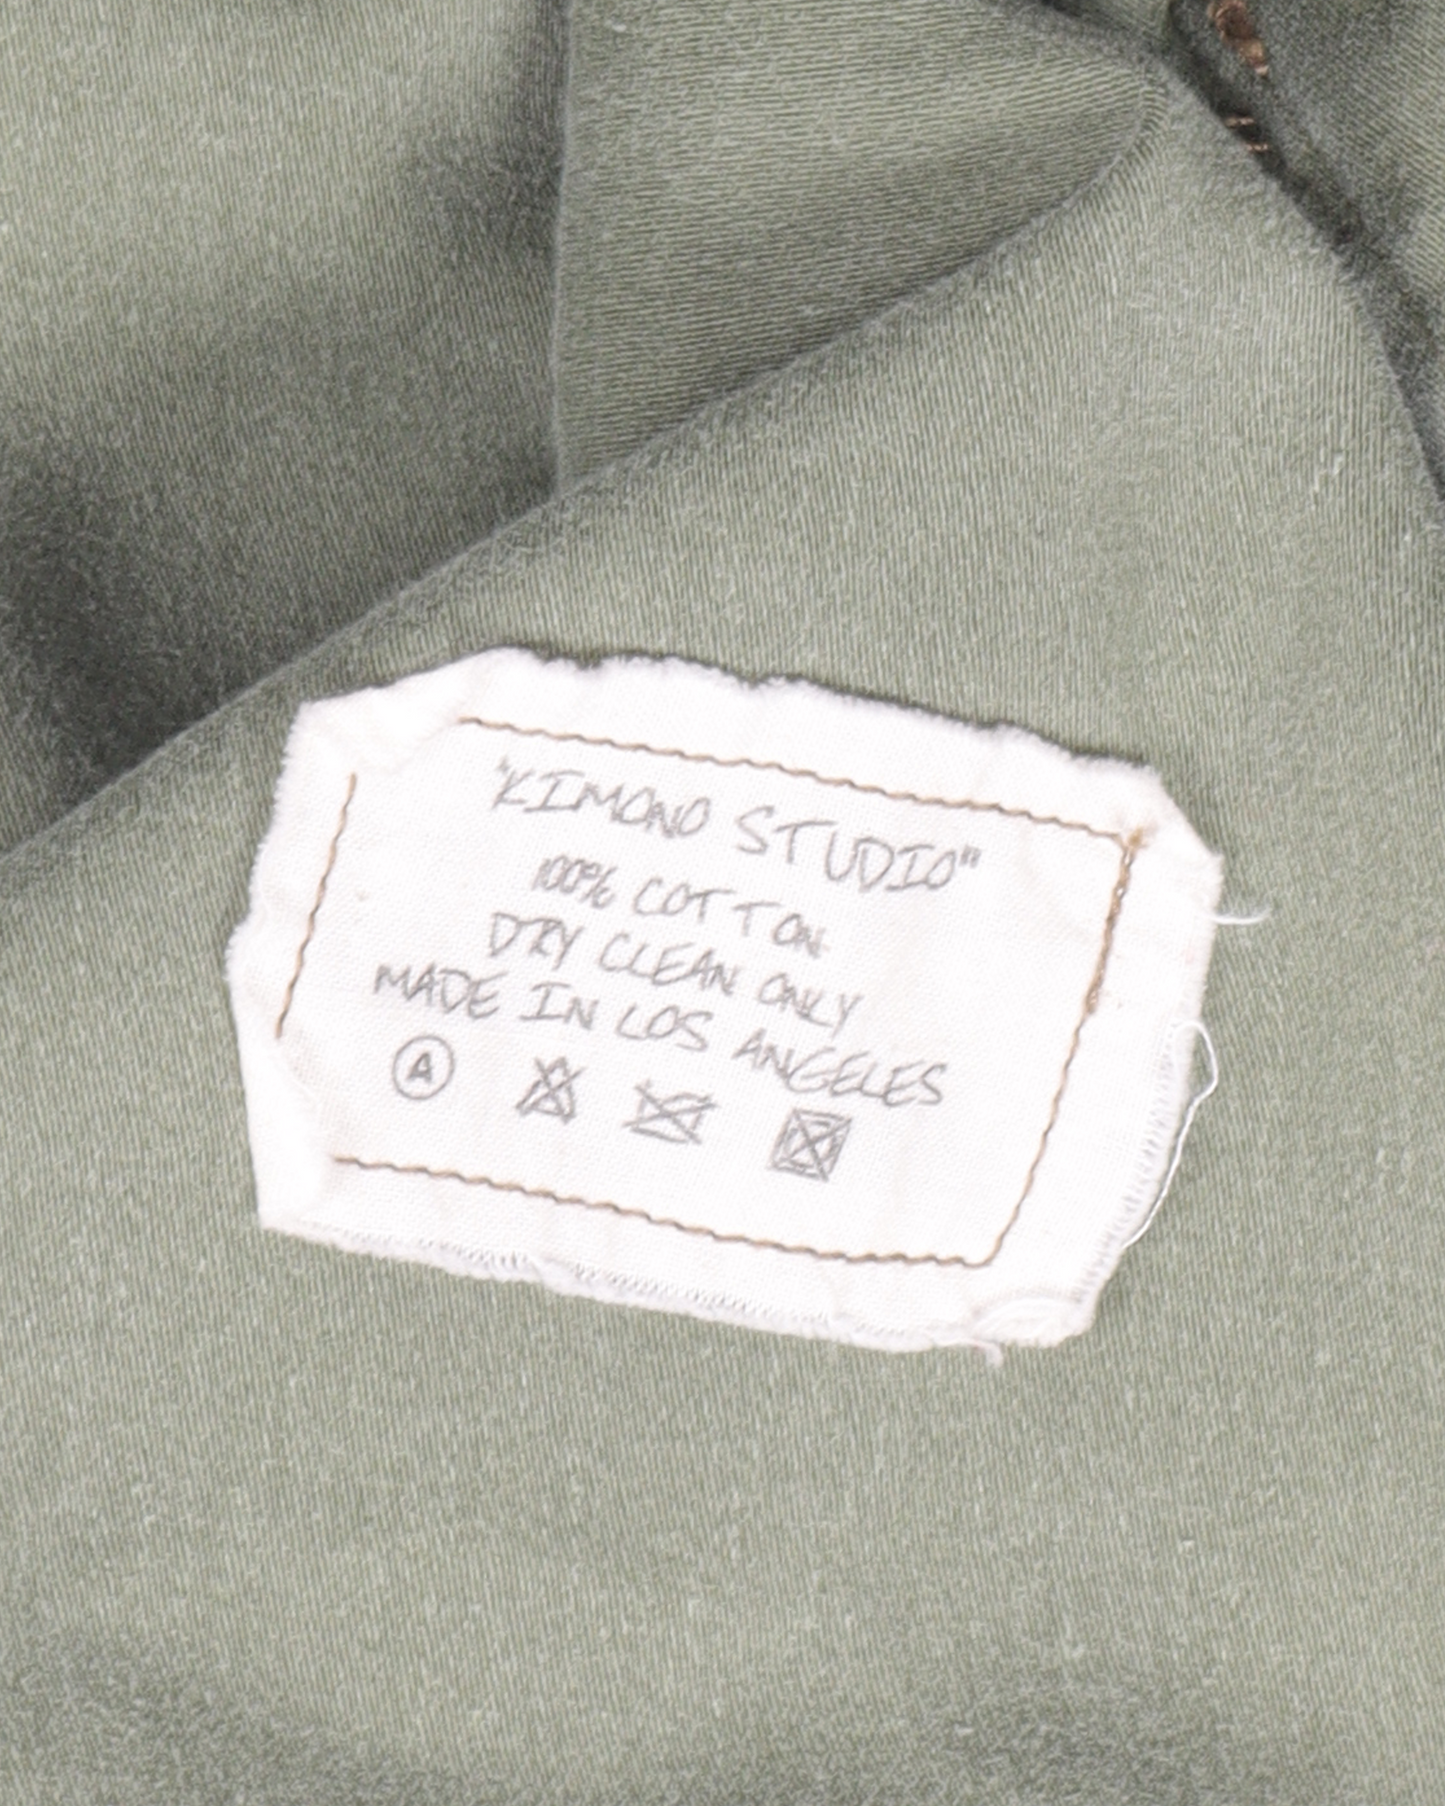 "KIMONO STUDIO"
100% COTTON
DRY CLEAN ONLY
MADE IN LOS ANGELES
A